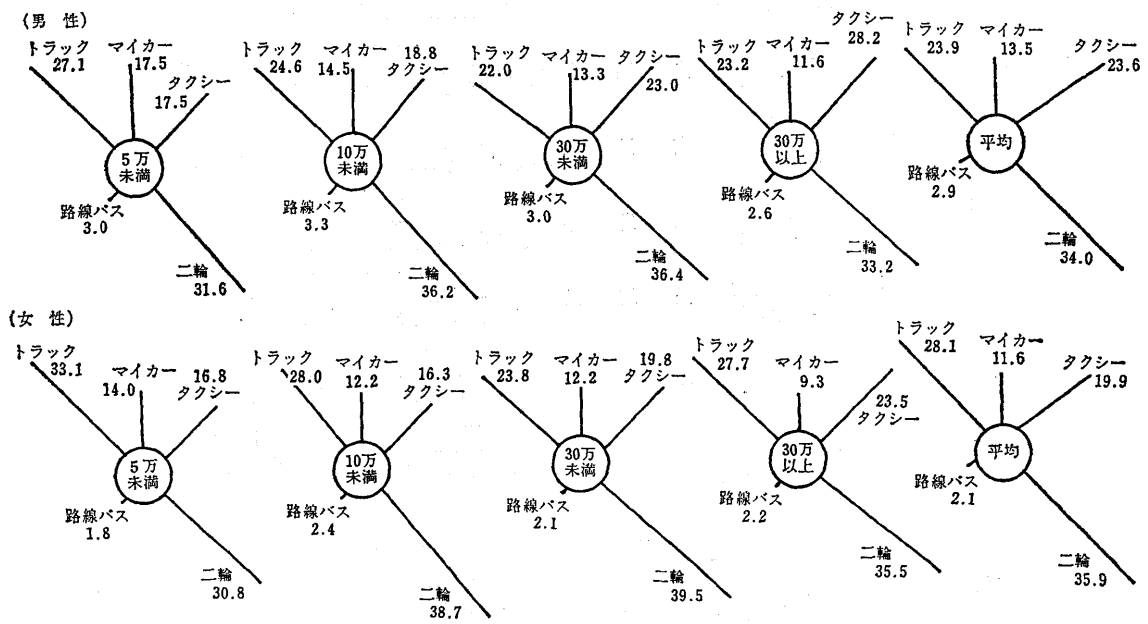 (男 性)
トラック
27.1
マイカー
17.5
タクシー
17.5
5万
未満
路線バス
3.0
二輪
31.6
トラック
24.6
マイカー
14.5
18.8
タクシー
10万
未満
路線バス
3.3
二輪
36.2
トラック
22.0
マイカー
13.3
タクシー
23.0
30万
未満
路線バス
3.0
二輪
36.4
トラック
23.2
マイカー
11.6
タクシー
28.2
30万
以上
路線バス
2.6
二輪
33.2
トラック
23.9
マイカー
13.5
タクシー
23.6
平均
路線バス
2.9
二輪
34.0
(女 性)
トラック
33.1
マイカー
14.0
16.8
タクシー
5万
未満
路線バス
1.8
二輪
30.8
トラック
28.0
マイカー
12.2
16.3
タクシー
10万
未満
路線バス
2.4
二輪
38.7
トラック
23.8
マイカー
12.2
19.8
タクシー
30万
未満
路線バス
2.1
二輪
39.5
トラック
27.7
マイカー
9.3
23.5
タクシー
30万
以上
路線バス
2.2
二輪
35.5
トラック
28.1
マイカー
11.6
タクシー
19.9
平均
路線バス
2.1
二輪
35.9